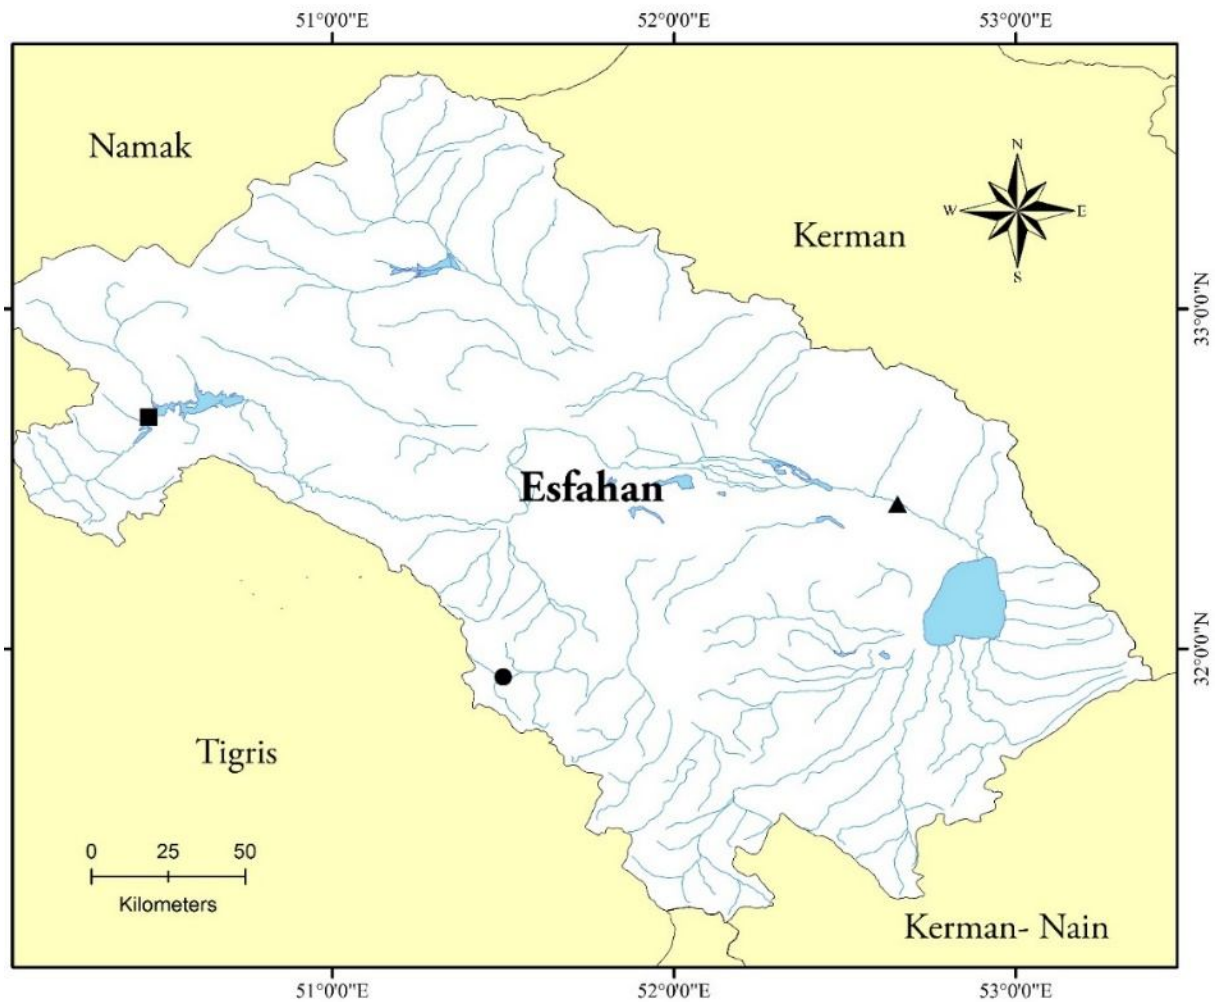 51°0'0"E 52°0'0"E 53°0'0"E
Namak
N
W E
S
Kerman
33°0'0"N
Esfahan
32°0'0"N
Tigris
0 25 50
Kilometers
Kerman- Nain
51°0'0"E 52°0'0"E 53°0'0"E